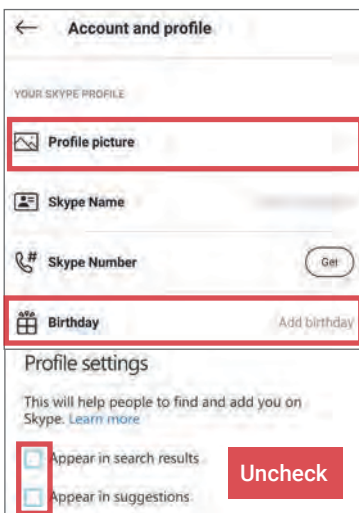 Account and profile
YOUR SKYPE PROFILE
Profile picture
Skype Name
Skype Number Get
Birthday Add birthday
Profile settings
This will help people to find and add you on
Skype. Learn more
Appear in search results
Uncheck
Appear in suggestions